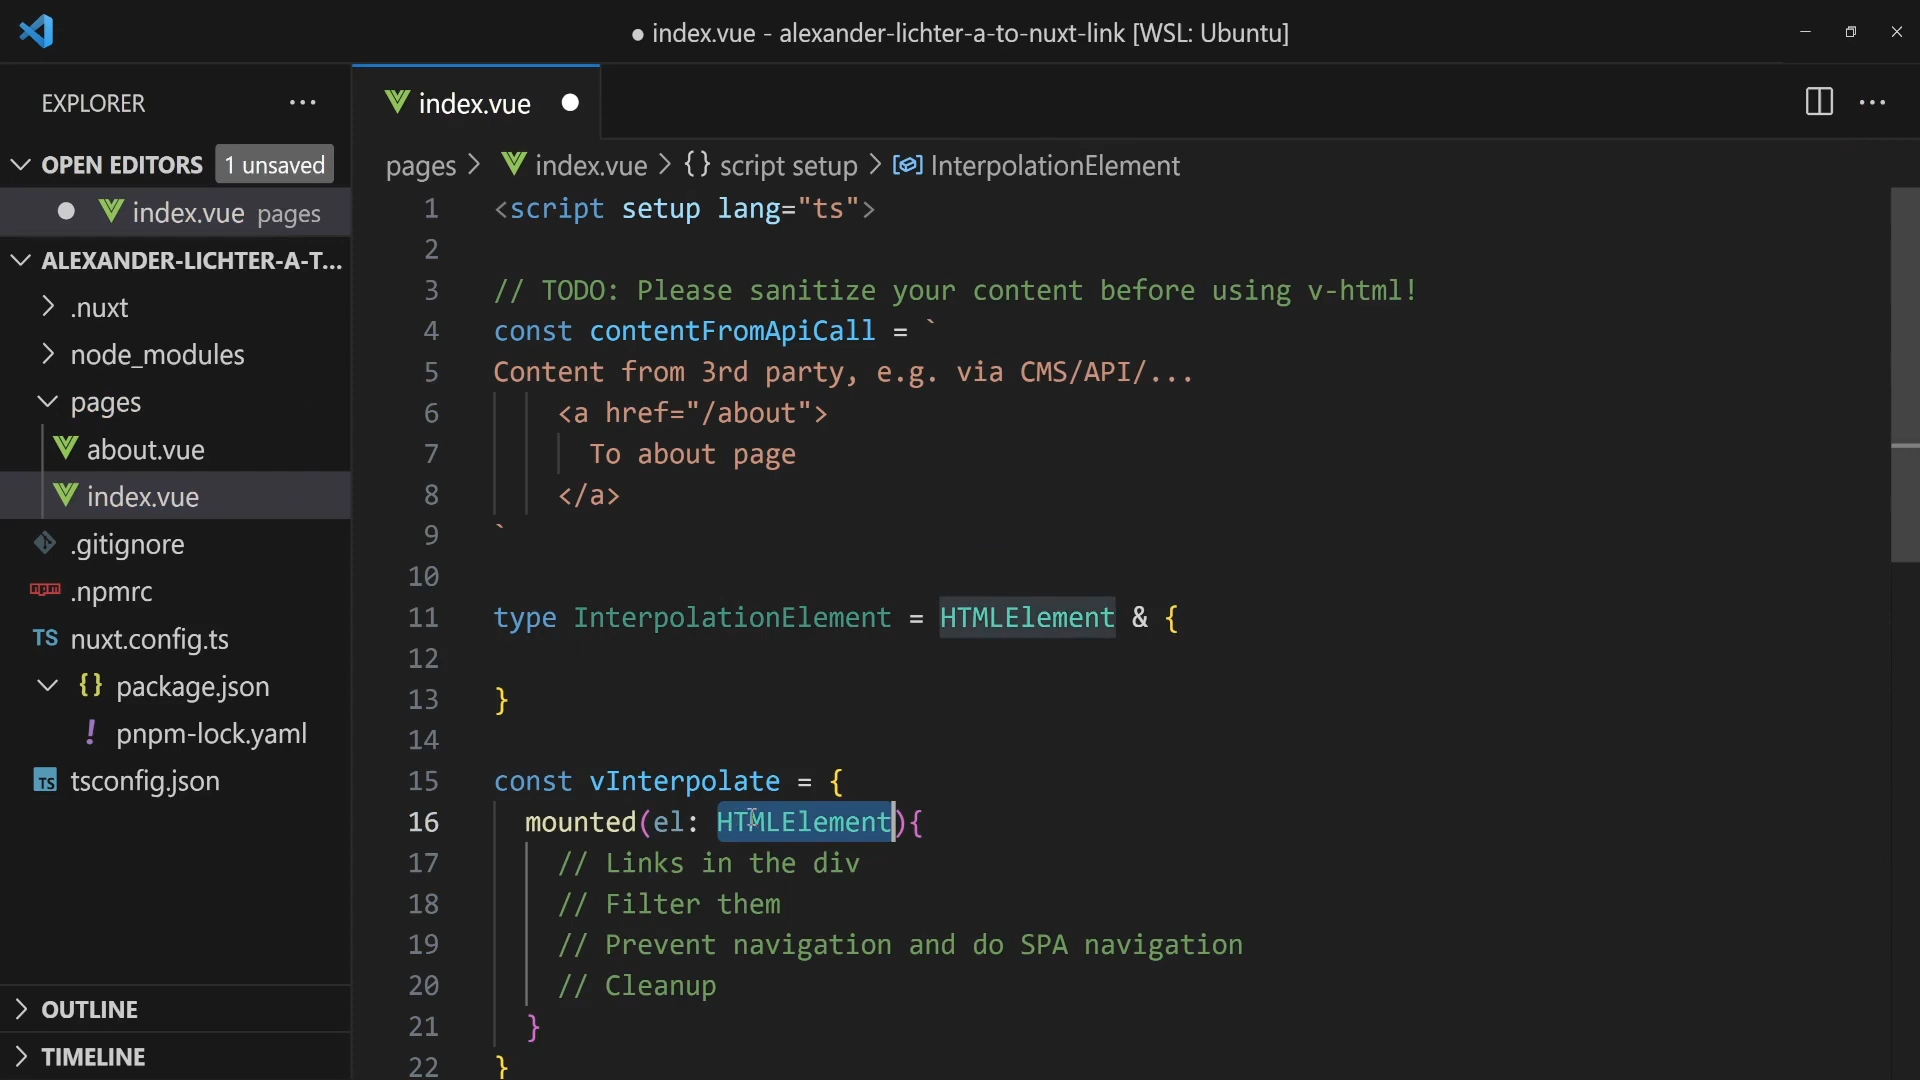 index.vue - alexander-lichter-a-to-nuxt-link [WSL: Ubuntu]
EXPLORER
OPEN EDITORS 1 unsaved
index.vue pages
ALEXANDER-LICHTER-A-T...
.nuxt
node_modules
pages
about.vue
index.vue
.gitignore
.npmrc
TS nuxt.config.ts
{} package.json
! pnpm-lock.yaml
TS tsconfig.json
OUTLINE
TIMELINE
index.vue
pages > index.vue > {} script setup > InterpolationElement
1 <script setup lang="ts">
2
3 // TODO: Please sanitize your content before using v-html!
4 const contentFromApiCall = `
5 Content from 3rd party, e.g. via CMS/API/...
6 <a href="/about">
7 To about page
8 </a>
9 `
10
11 type InterpolationElement = HTMLElement & {
12
13 }
14
15 const vInterpolate = {
16 mounted(el: HTMLElement){
17 // Links in the div
18 // Filter them
19 // Prevent navigation and do SPA navigation
20 // Cleanup
21 }
22 }